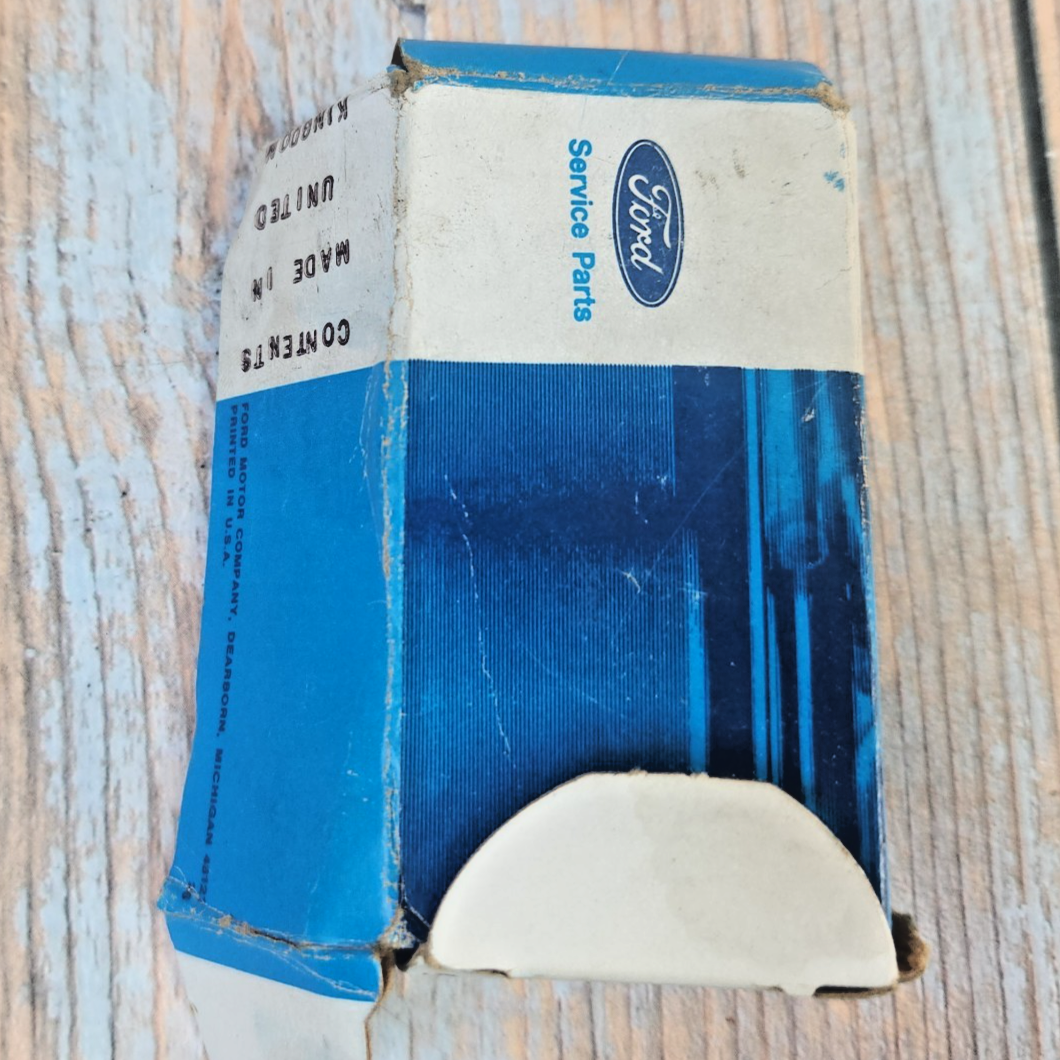 Ford
Service Parts
CONTENTS
MADE IN
UNITED
KINGDOM
FORD MOTOR COMPANY, DEARBORN, MICHIGAN
PRINTED IN U.S.A.